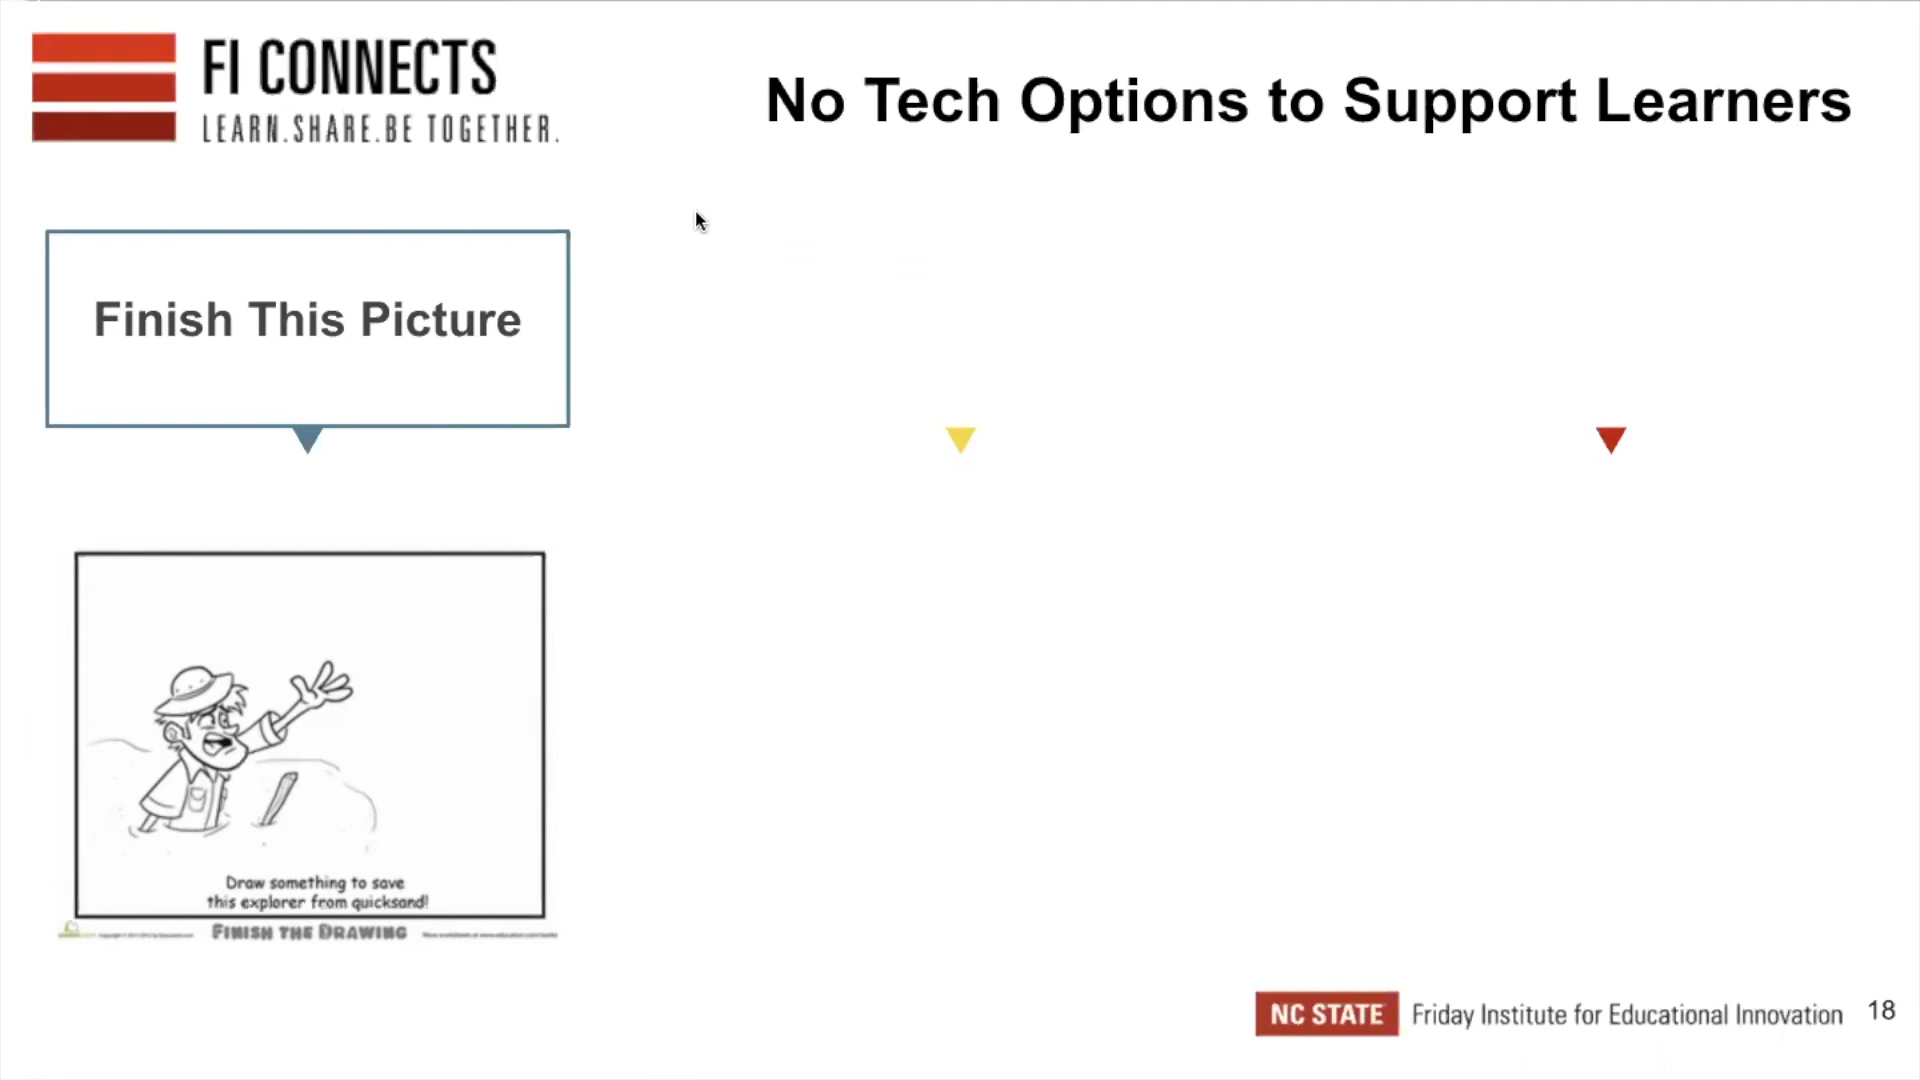 FI CONNECTS
LEARN.SHARE.BE TOGETHER.
No Tech Options to Support Learners
Finish This Picture
Draw something to save
this explorer from quicksand!
FINISH THE DRAWING
NC STATE Friday Institute for Educational Innovation 18